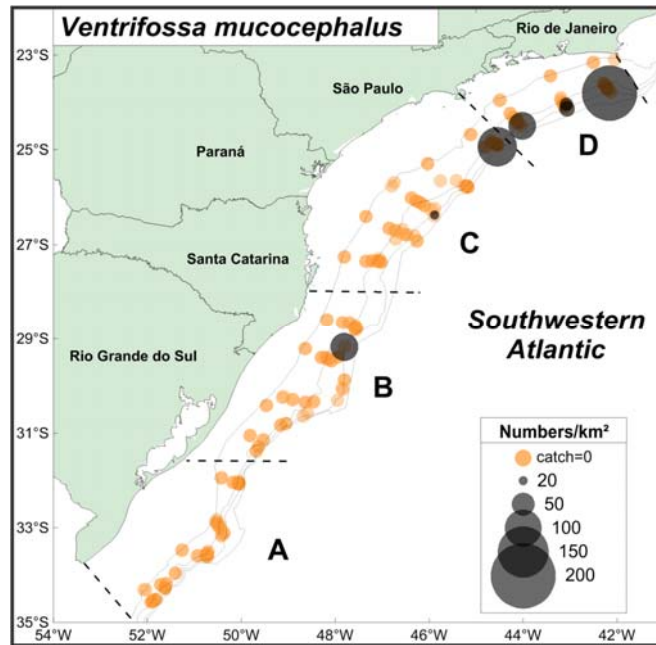 Ventrifossa mucocephalus
Rio de Janeiro
São Paulo
Paraná
Santa Catarina
Rio Grande do Sul
Southwestern
Atlantic
A
B
C
D
Numbers/km²
catch=0
20
50
100
150
200
23°S
25°S
27°S
29°S
31°S
33°S
35°S
54°W
52°W
50°W
48°W
46°W
44°W
42°W